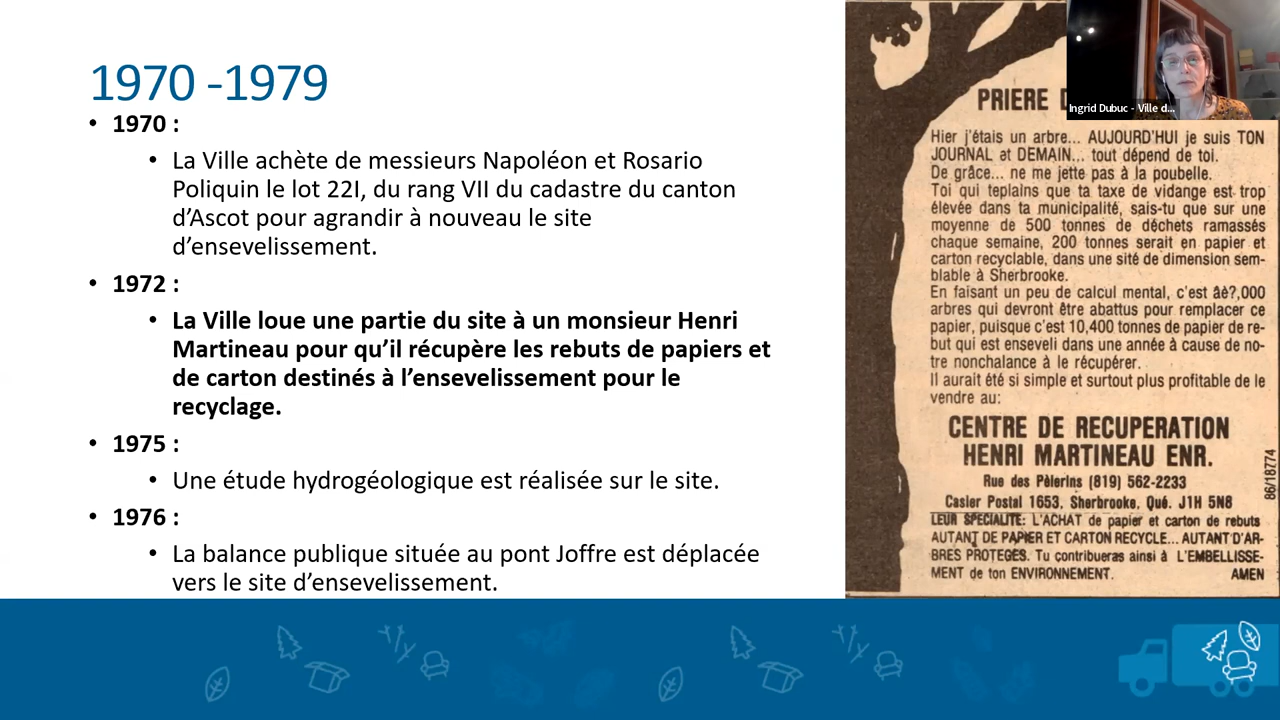 1970 -1979
• 1970 :
• La Ville achète de messieurs Napoléon et Rosario
Poliquin le lot 22I, du rang VII du cadastre du canton
d’Ascot pour agrandir à nouveau le site
d’ensevelissement.
• 1972 :
• La Ville loue une partie du site à un monsieur Henri
Martineau pour qu’il récupère les rebuts de papiers et
de carton destinés à l’ensevelissement pour le
recyclage.
• 1975 :
• Une étude hydrogéologique est réalisée sur le site.
• 1976 :
• La balance publique située au pont Joffre est déplacée
vers le site d’ensevelissement.
Ingrid Dubuc - Ville d...
PRIERE D
Hier j'étais un arbre... AUJOURD'HUI je suis TON
JOURNAL et DEMAIN... tout dépend de toi.
De grâce... ne me jette pas à la poubelle.
Toi qui teplains que ta taxe de vidange est trop
élevée dans ta municipalité, sais-tu que sur une
moyenne de 500 tonnes de déchets ramassés
chaque semaine, 200 tonnes serait en papier et
carton recyclable, dans une sité de dimension sem-
blable à Sherbrooke.
En faisant un peu de calcul mental, c'est âè?,000
arbres qui devront être abattus pour remplacer ce
papier, puisque c'est 10,400 tonnes de papier de re-
but qui est enseveli dans une année à cause de no-
tre nonchalance à le récupérer.
Il aurait été si simple et surtout plus profitable de le
vendre au:
CENTRE DE RECUPERATION
HENRI MARTINEAU ENR.
Rue des Pèlerins (819) 562-2233
Casier Postal 1653, Sherbrooke, Qué. J1H 5N8
LEUR SPECIALITE: L'ACHAT de papier et carton de rebuts
AUTANT DE PAPIER ET CARTON RECYCLE... AUTANT D'AR-
BRES PROTEGES. Tu contribueras ainsi à L'EMBELLISSE-
MENT de ton ENVIRONNEMENT. AMEN
86/18774